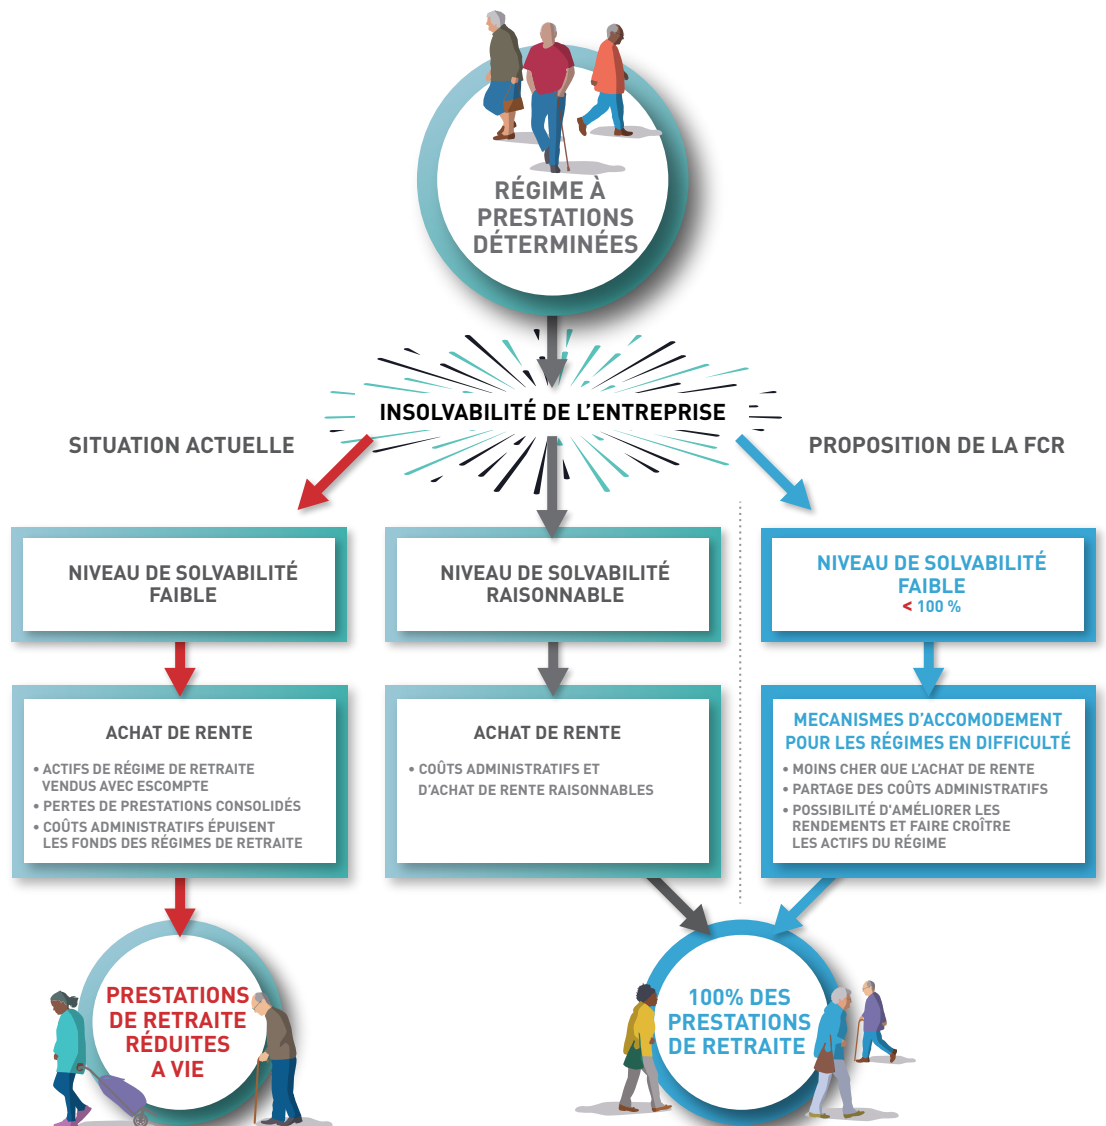 RÉGIME À
PRESTATIONS
DÉTERMINÉES
INSOLVABILITÉ DE L'ENTREPRISE
SITUATION ACTUELLE
PROPOSITION DE LA FCR
NIVEAU DE SOLVABILITÉ
FAIBLE
NIVEAU DE SOLVABILITÉ
RAISONNABLE
NIVEAU DE SOLVABILITÉ
FAIBLE
< 100 %
ACHAT DE RENTE
• ACTIFS DE RÉGIME DE RETRAITE
VENDUS AVEC ESCOMPTE
• PERTES DE PRESTATIONS CONSOLIDÉS
• COÛTS ADMINISTRATIFS ÉPUISENT
LES FONDS DES RÉGIMES DE RETRAITE
ACHAT DE RENTE
• COÛTS ADMINISTRATIFS ET
D'ACHAT DE RENTE RAISONNABLES
MECANISMES D'ACCOMODEMENT
POUR LES RÉGIMES EN DIFFICULTÉ
• MOINS CHER QUE L'ACHAT DE RENTE
• PARTAGE DES COÛTS ADMINISTRATIFS
• POSSIBILITÉ D'AMÉLIORER LES
RENDEMENTS ET FAIRE CROÎTRE
LES ACTIFS DU RÉGIME
PRESTATIONS
DE RETRAITE
RÉDUITES
A VIE
100% DES
PRESTATIONS
DE RETRAITE